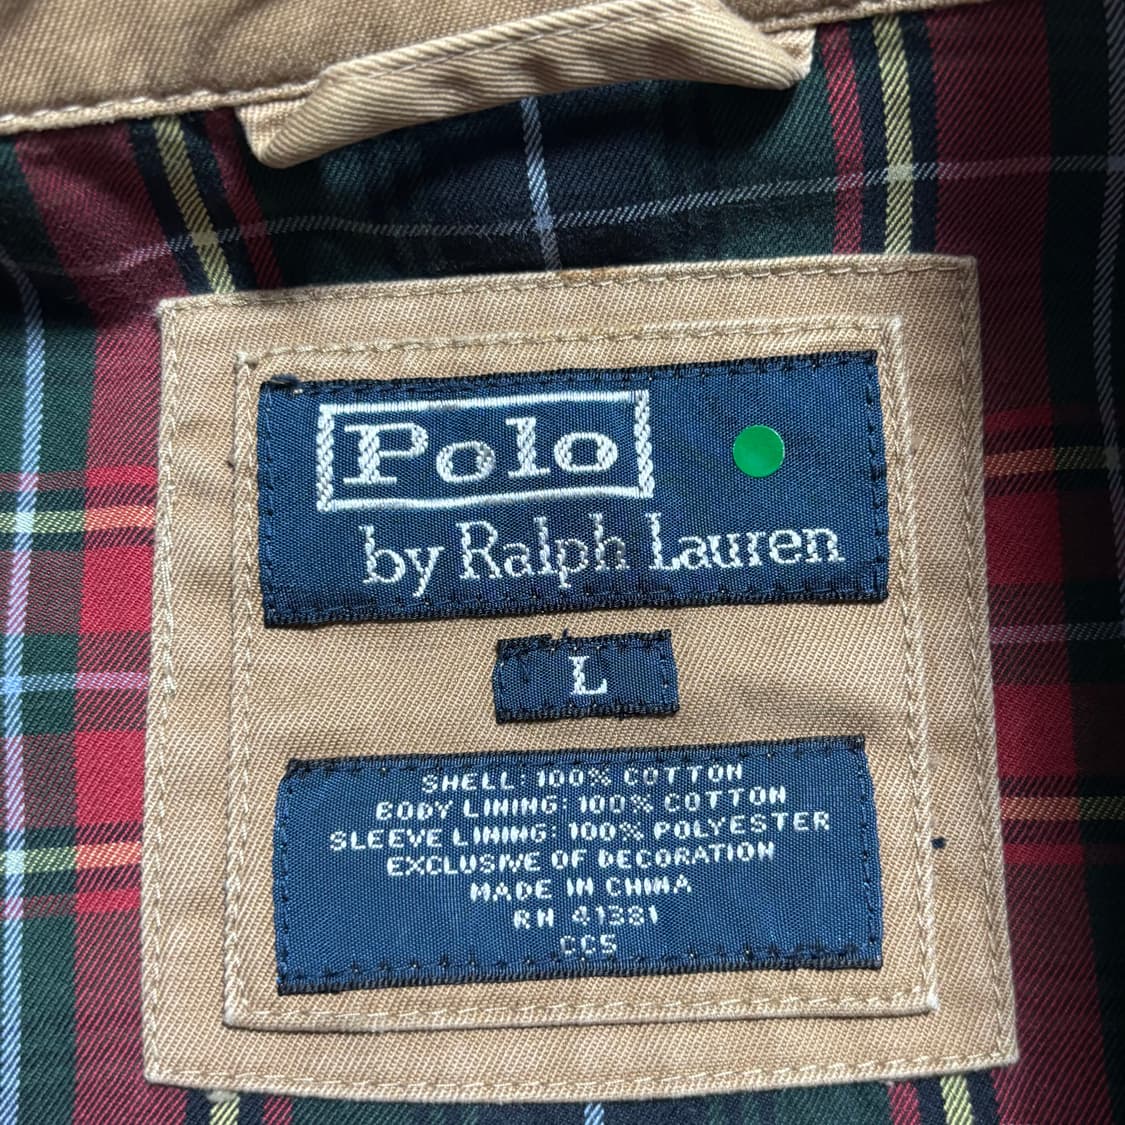 Polo
by Ralph Lauren
L
SHELL: 100% COTTON
BODY LINING: 100% COTTON
SLEEVE LINING: 100% POLYESTER
EXCLUSIVE OF DECORATION
MADE IN CHINA
RN 41381
CC5